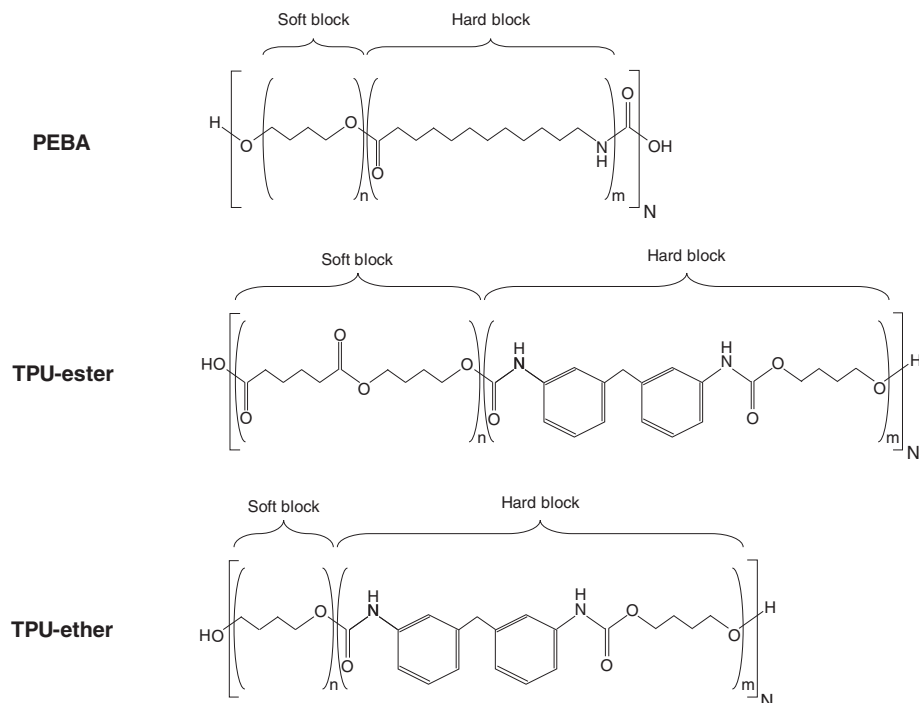 Soft block Hard block
PEBA
H O O O N H O OH
n m N
Soft block Hard block
TPU-ester
HO O O O O O H N H N O O O H
n m N
Soft block Hard block
TPU-ether
HO O O H N H N O O O H
n m N